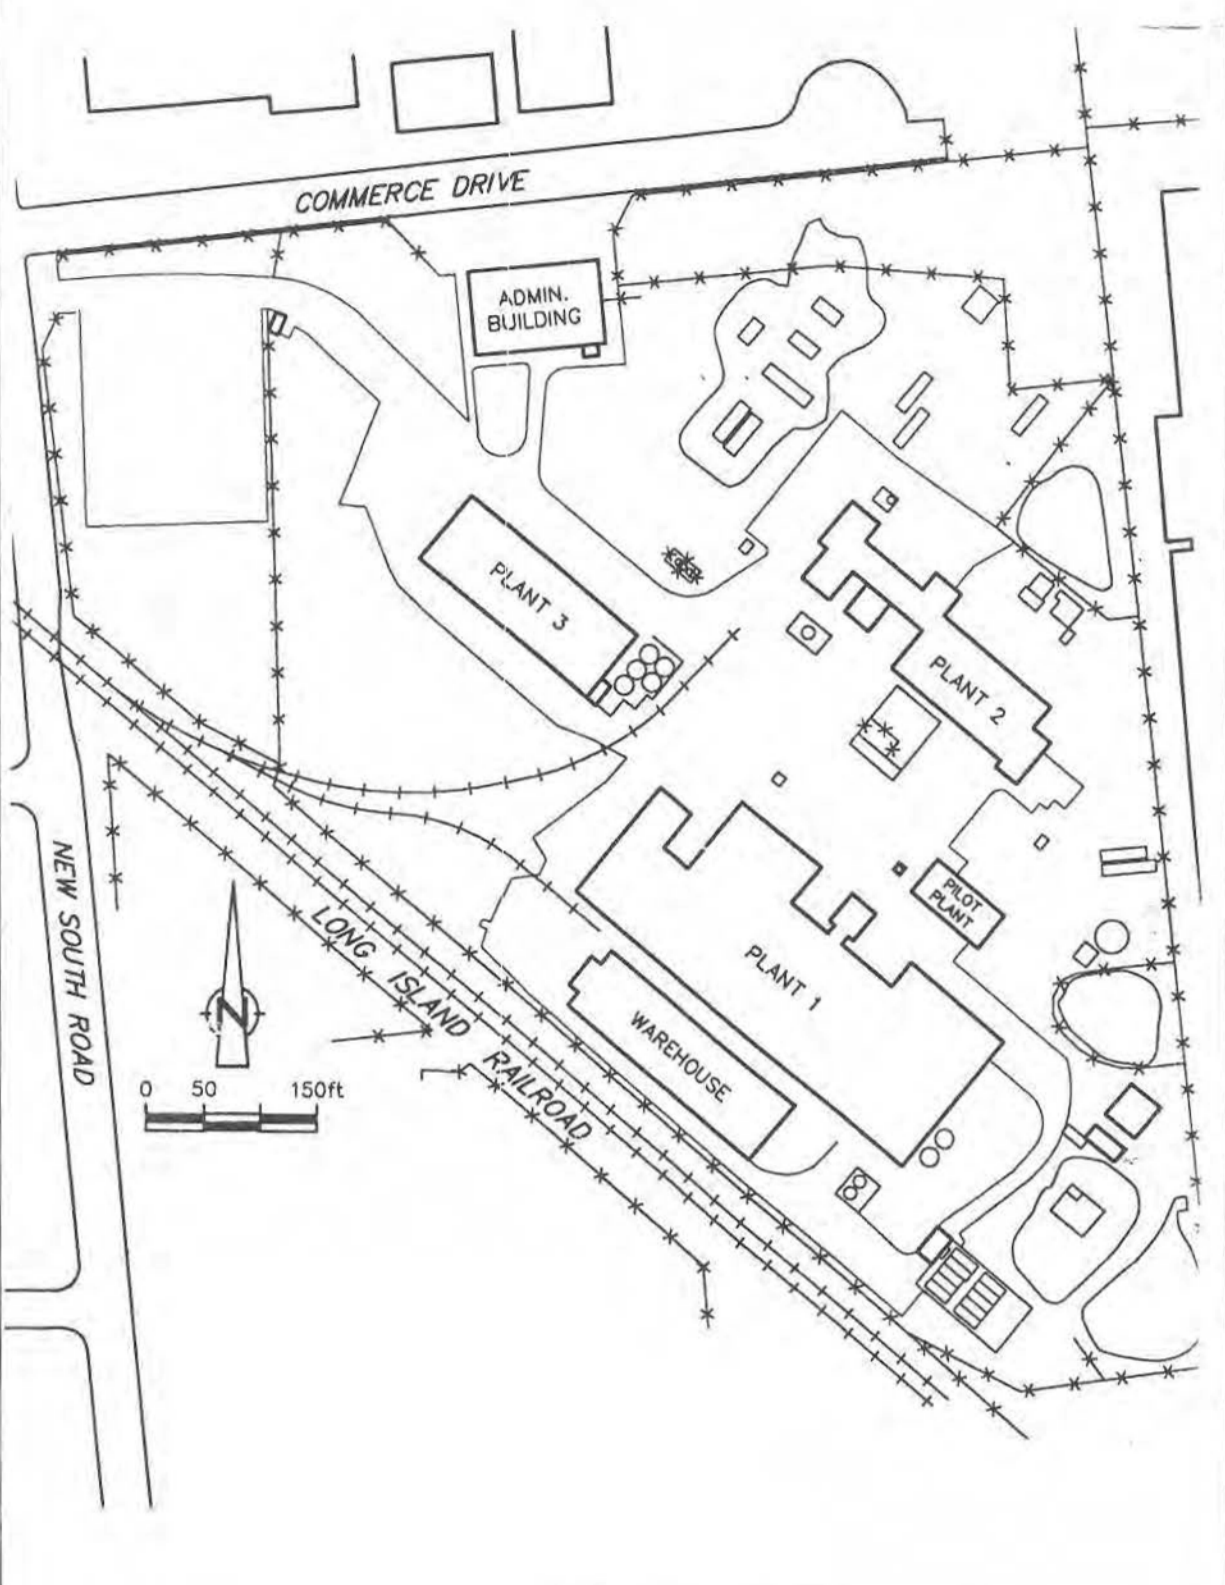 COMMERCE DRIVE
ADMIN.
BUILDING
PLANT 3
PLANT 2
PILOT
PLANT
PLANT 1
WAREHOUSE
NEW SOUTH ROAD
LONG ISLAND RAILROAD
N
0 50 150ft